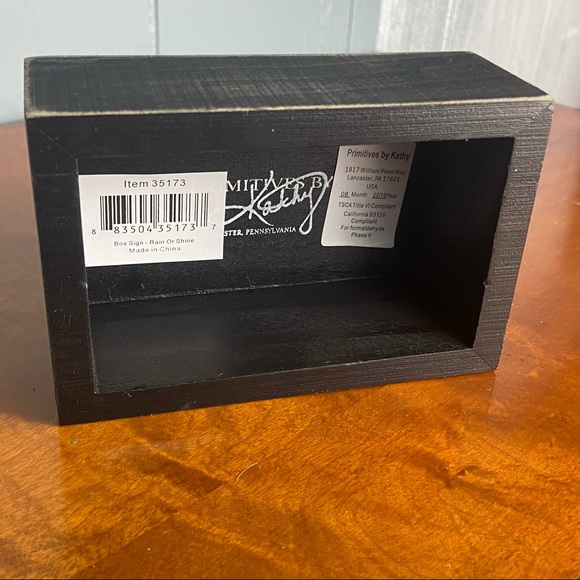 Item 35173
8 83504 35173 7
Box Sign - Rain Or Shine
Made in China
IMITIVES BY
Kathy
STER, PENNSYLVANIA
Primitives by Kathy
1817 William Penn Way
Lancaster, PA 17601
USA
08 Month 2019 Year
TSCA Title VI Compliant
California 93120
Compliant
For formaldehyde
Phase II